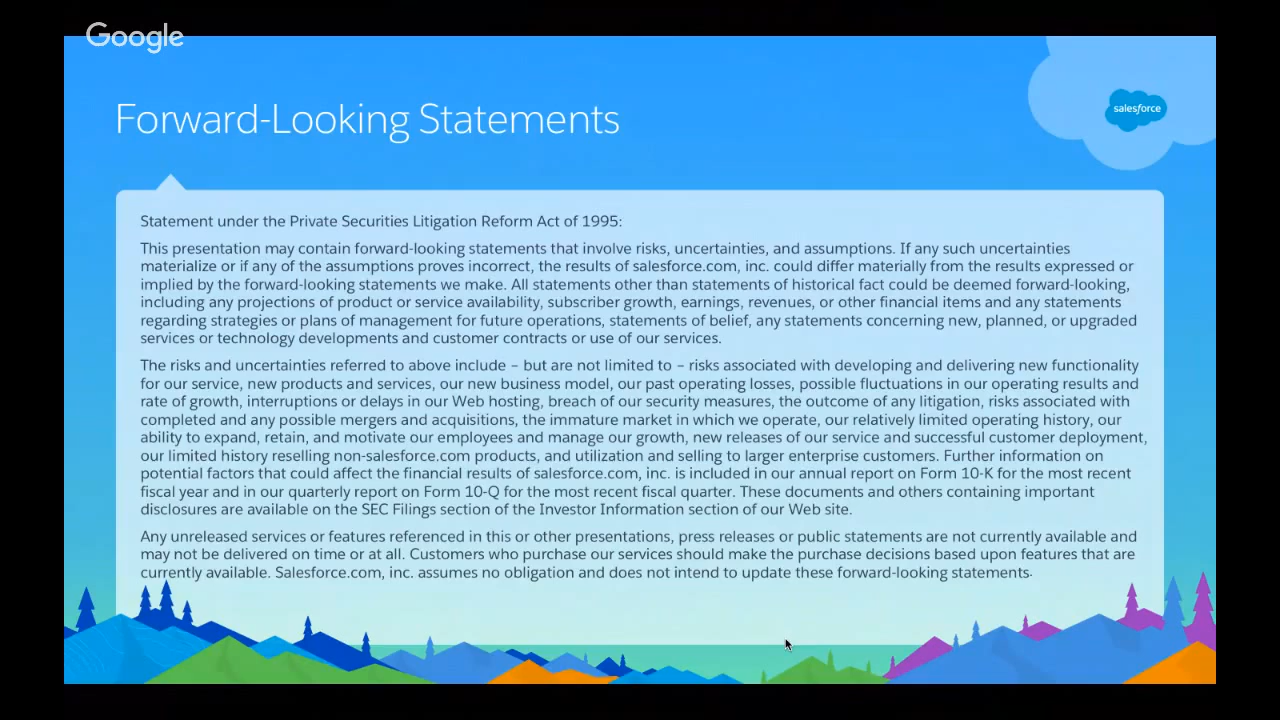 Google
Forward-Looking Statements
salesforce
Statement under the Private Securities Litigation Reform Act of 1995:
This presentation may contain forward-looking statements that involve risks, uncertainties, and assumptions. If any such uncertainties
materialize or if any of the assumptions proves incorrect, the results of salesforce.com, inc. could differ materially from the results expressed or
implied by the forward-looking statements we make. All statements other than statements of historical fact could be deemed forward-looking,
including any projections of product or service availability, subscriber growth, earnings, revenues, or other financial items and any statements
regarding strategies or plans of management for future operations, statements of belief, any statements concerning new, planned, or upgraded
services or technology developments and customer contracts or use of our services.
The risks and uncertainties referred to above include – but are not limited to – risks associated with developing and delivering new functionality
for our service, new products and services, our new business model, our past operating losses, possible fluctuations in our operating results and
rate of growth, interruptions or delays in our Web hosting, breach of our security measures, the outcome of any litigation, risks associated with
completed and any possible mergers and acquisitions, the immature market in which we operate, our relatively limited operating history, our
ability to expand, retain, and motivate our employees and manage our growth, new releases of our service and successful customer deployment,
our limited history reselling non-salesforce.com products, and utilization and selling to larger enterprise customers. Further information on
potential factors that could affect the financial results of salesforce.com, inc. is included in our annual report on Form 10-K for the most recent
fiscal year and in our quarterly report on Form 10-Q for the most recent fiscal quarter. These documents and others containing important
disclosures are available on the SEC Filings section of the Investor Information section of our Web site.
Any unreleased services or features referenced in this or other presentations, press releases or public statements are not currently available and
may not be delivered on time or at all. Customers who purchase our services should make the purchase decisions based upon features that are
currently available. Salesforce.com, inc. assumes no obligation and does not intend to update these forward-looking statements.